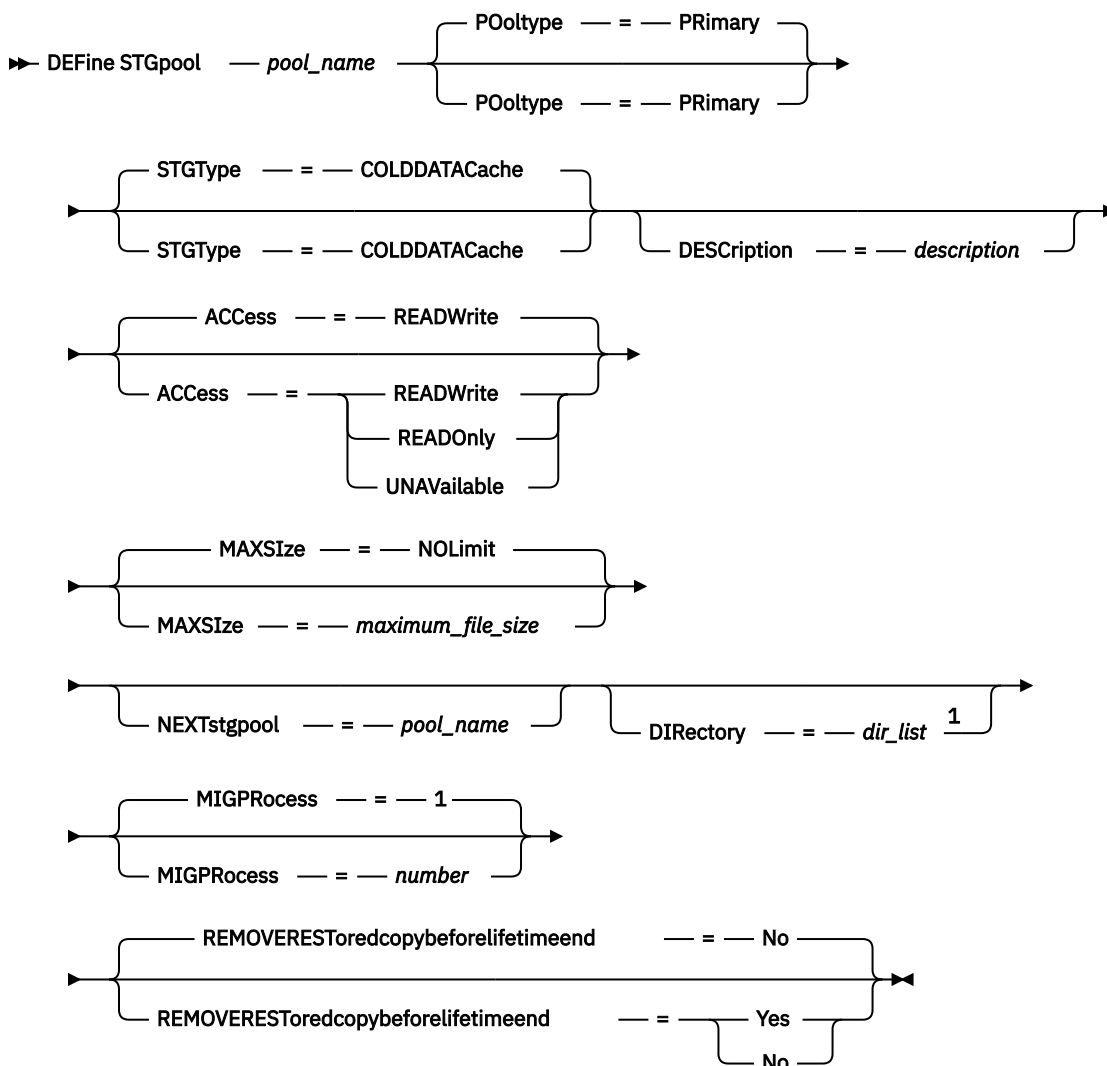 POoltype = PRimary
DEFine STGpool pool_name
POoltype = PRimary
STGType = COLDDATACache
STGType = COLDDATACache DESCription = description
ACCess = READWrite
ACCess = READWrite
READOnly
UNAVailable
MAXSIze = NOLimit
MAXSIze = maximum_file_size
NEXTstgpool = pool_name DIRectory = dir_list 1
MIGPRocess = 1
MIGPRocess = number
REMOVERESToredcopybeforelifetimeend = No
REMOVERESToredcopybeforelifetimeend = Yes
No